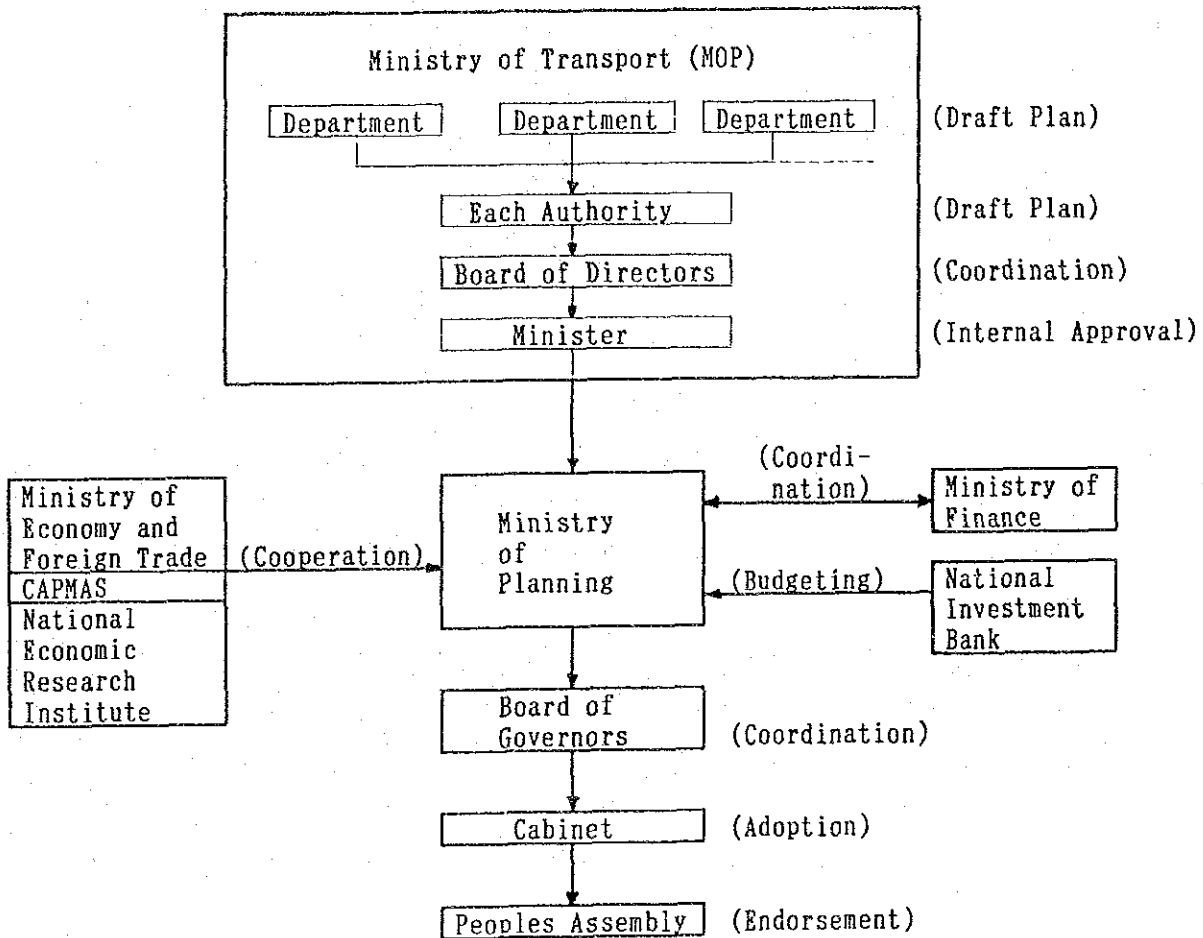 Ministry of Transport (MOP)
Department Department Department (Draft Plan)
Each Authority (Draft Plan)
Board of Directors (Coordination)
Minister (Internal Approval)
Ministry of
Economy and
Foreign Trade
CAPMAS
National
Economic
Research
Institute
(Cooperation)
Ministry
of
Planning
(Coordi-
nation)
Ministry of
Finance
(Budgeting)
National
Investment
Bank
Board of
Governors
(Coordination)
Cabinet (Adoption)
Peoples Assembly (Endorsement)